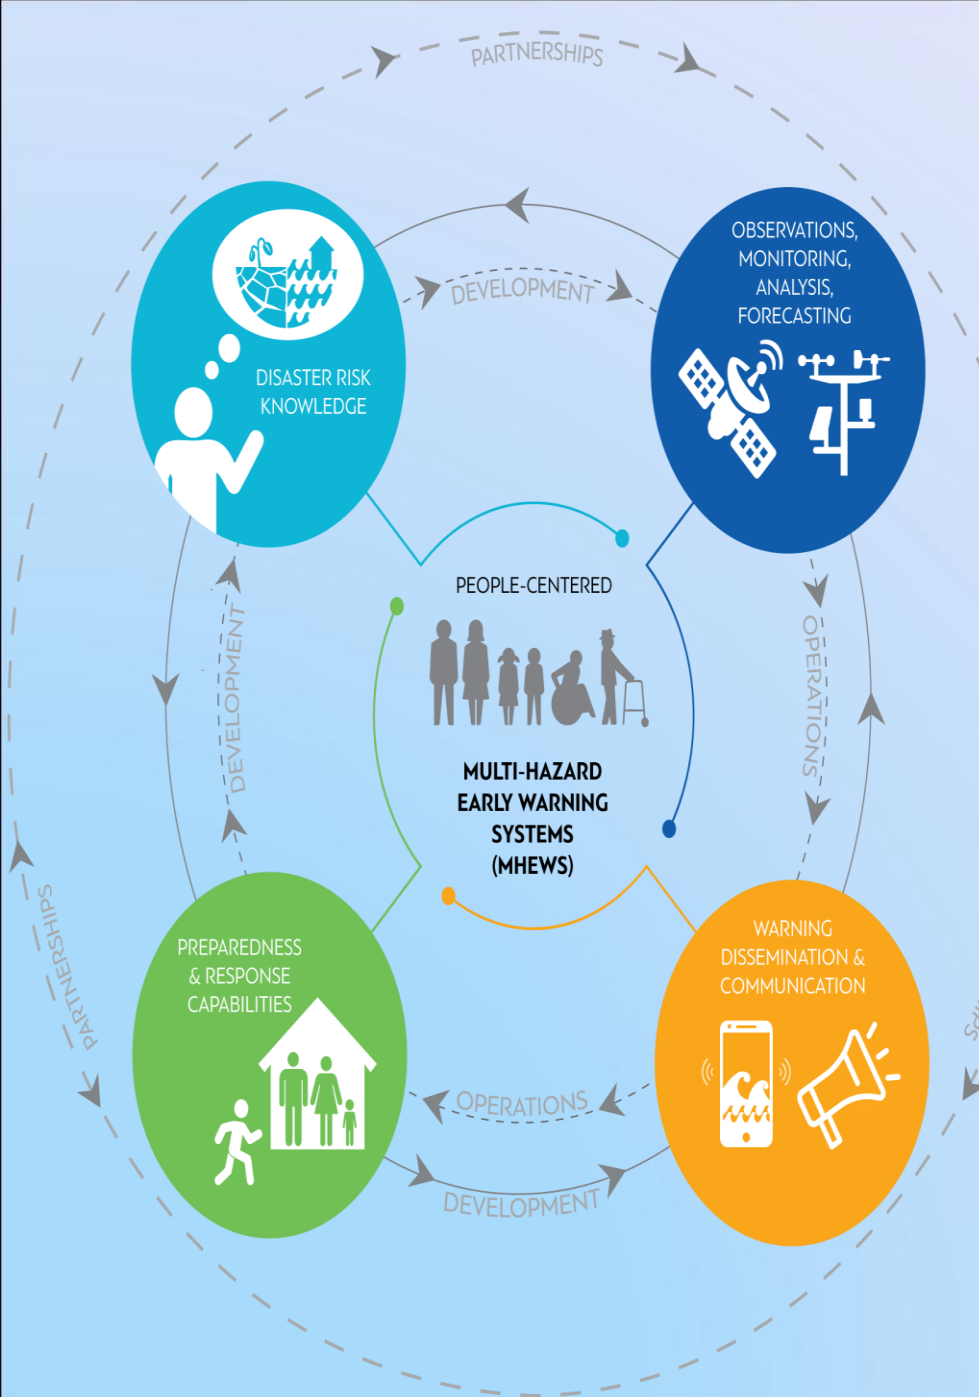 PARTNERSHIPS
OBSERVATIONS,
MONITORING,
ANALYSIS,
FORECASTING
DEVELOPMENT
DISASTER RISK
KNOWLEDGE
PEOPLE-CENTERED
DEVELOPMENT
OPERATIONS
MULTI-HAZARD
EARLY WARNING
SYSTEMS
(MHEWS)
PARTNERSHIPS
PREPAREDNESS
& RESPONSE
CAPABILITIES
WARNING
DISSEMINATION &
COMMUNICATION
OPERATIONS
DEVELOPMENT